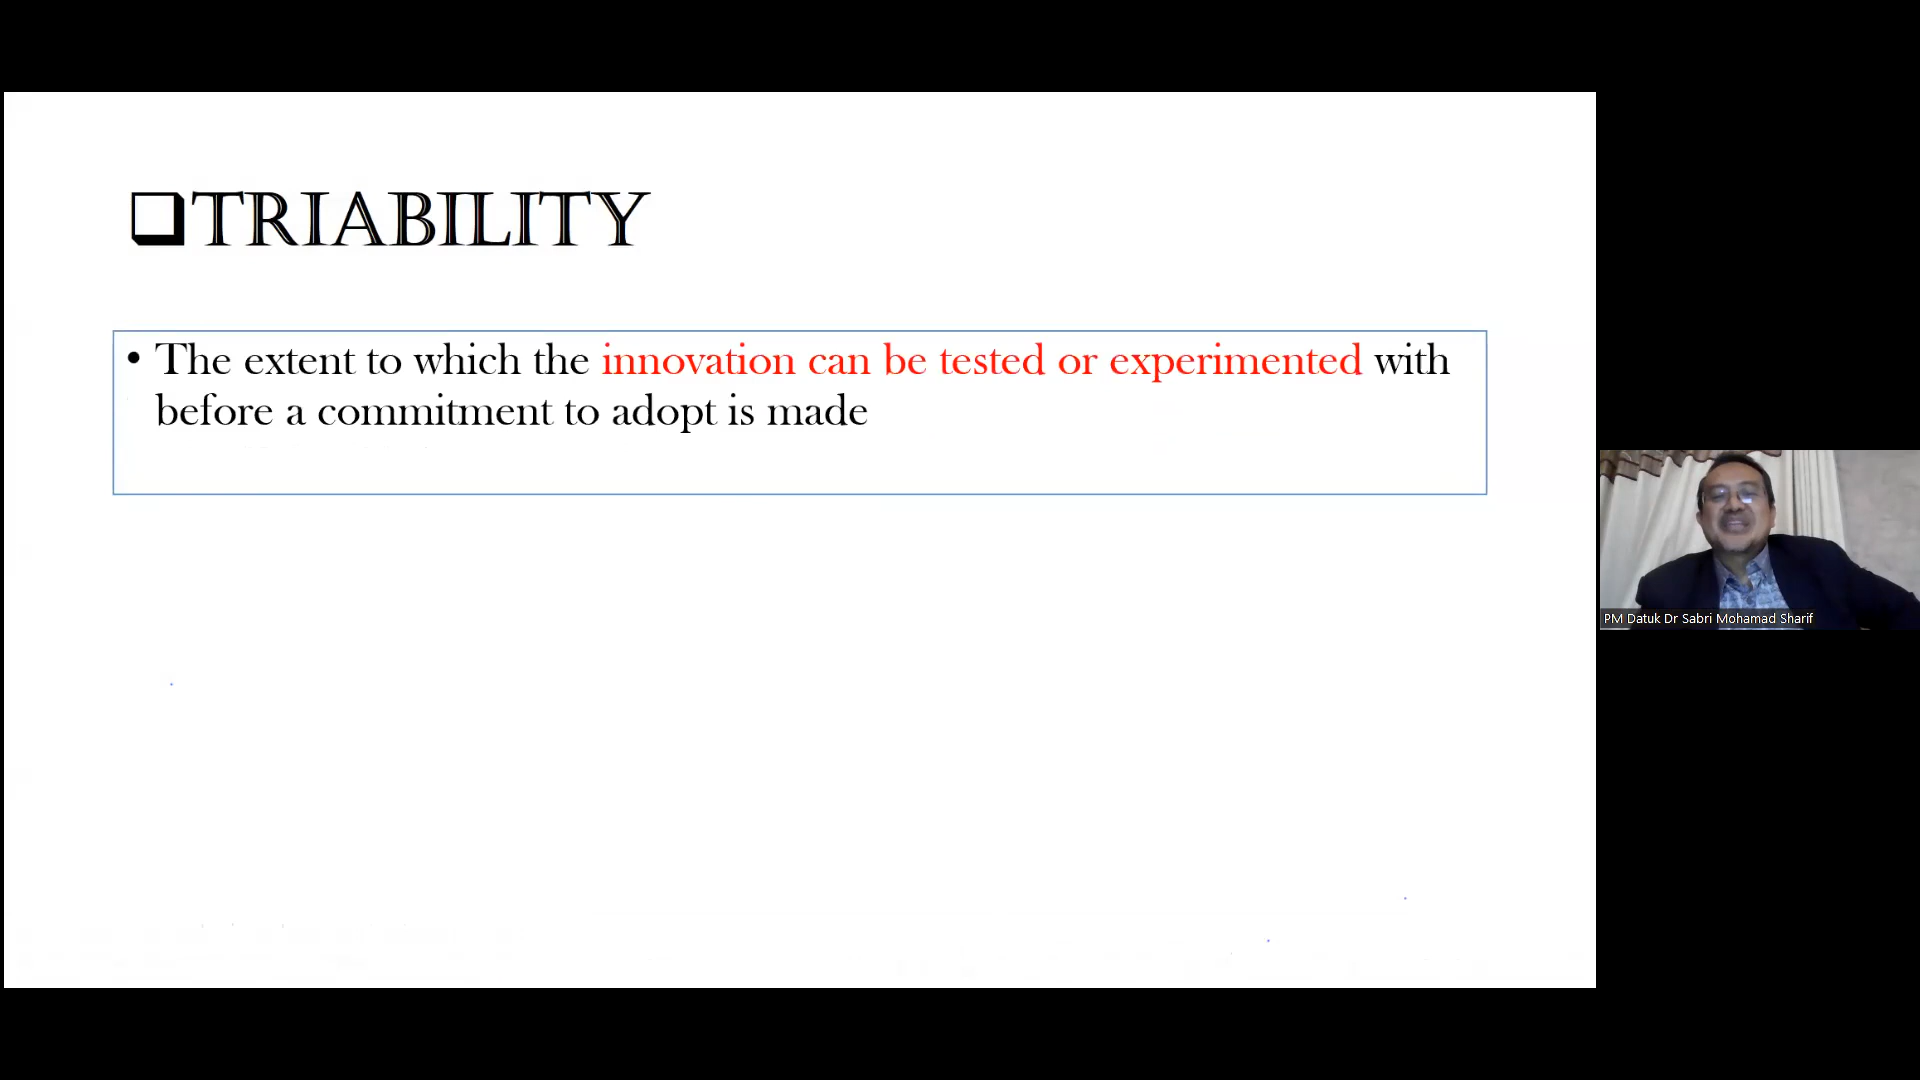 ❑TRIABILITY
• The extent to which the innovation can be tested or experimented with
before a commitment to adopt is made
PM Datuk Dr Sabri Mohamad Sharif